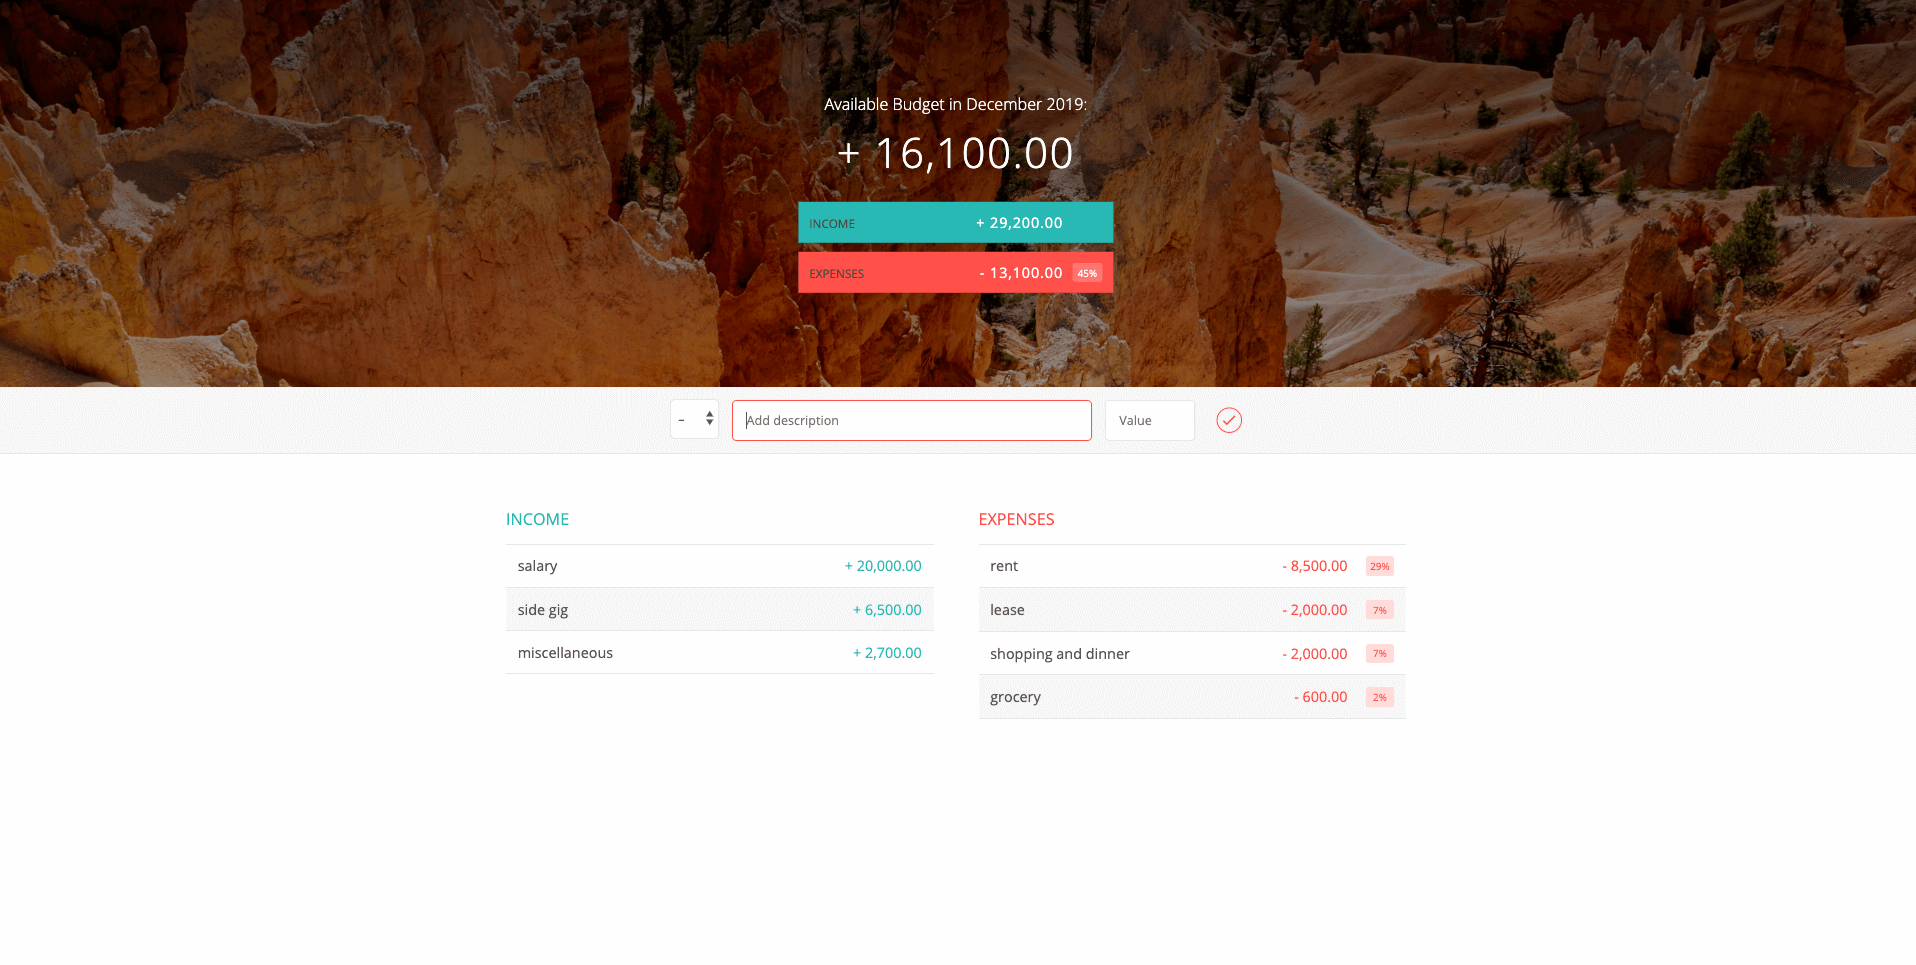 Available Budget in December 2019:
+ 16,100.00
INCOME + 29,200.00
EXPENSES - 13,100.00 45%
- Add description Value
INCOME
salary + 20,000.00
side gig + 6,500.00
miscellaneous + 2,700.00
EXPENSES
rent - 8,500.00 29%
lease - 2,000.00 7%
shopping and dinner - 2,000.00 7%
grocery - 600.00 2%